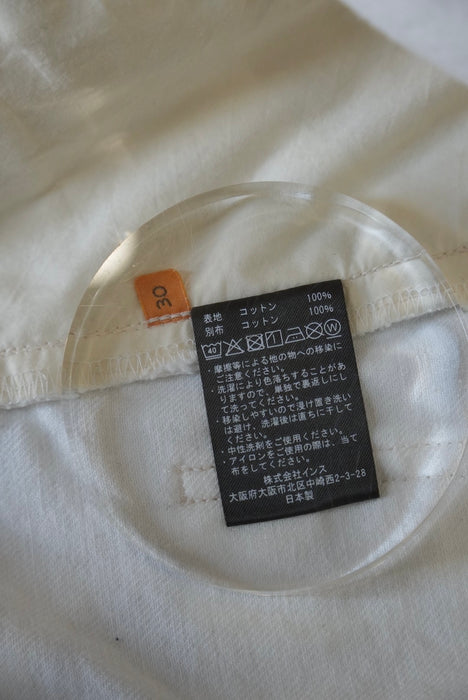 30
表地 コットン 100%
別布 コットン 100%
40 W
・摩擦等による他の物への移染に
ご注意ください。
・洗濯により色落ちすることがあ
りますので、単独で裏返しにし
て洗ってください。
・移染しやすいので浸け置き洗い
は避け、洗濯後は直ちに干して
ください。
・中性洗剤をご使用ください。
・アイロンをご使用の際は、当て
布をしてください。
株式会社インス
大阪府大阪市北区中崎西2-3-28
日本製